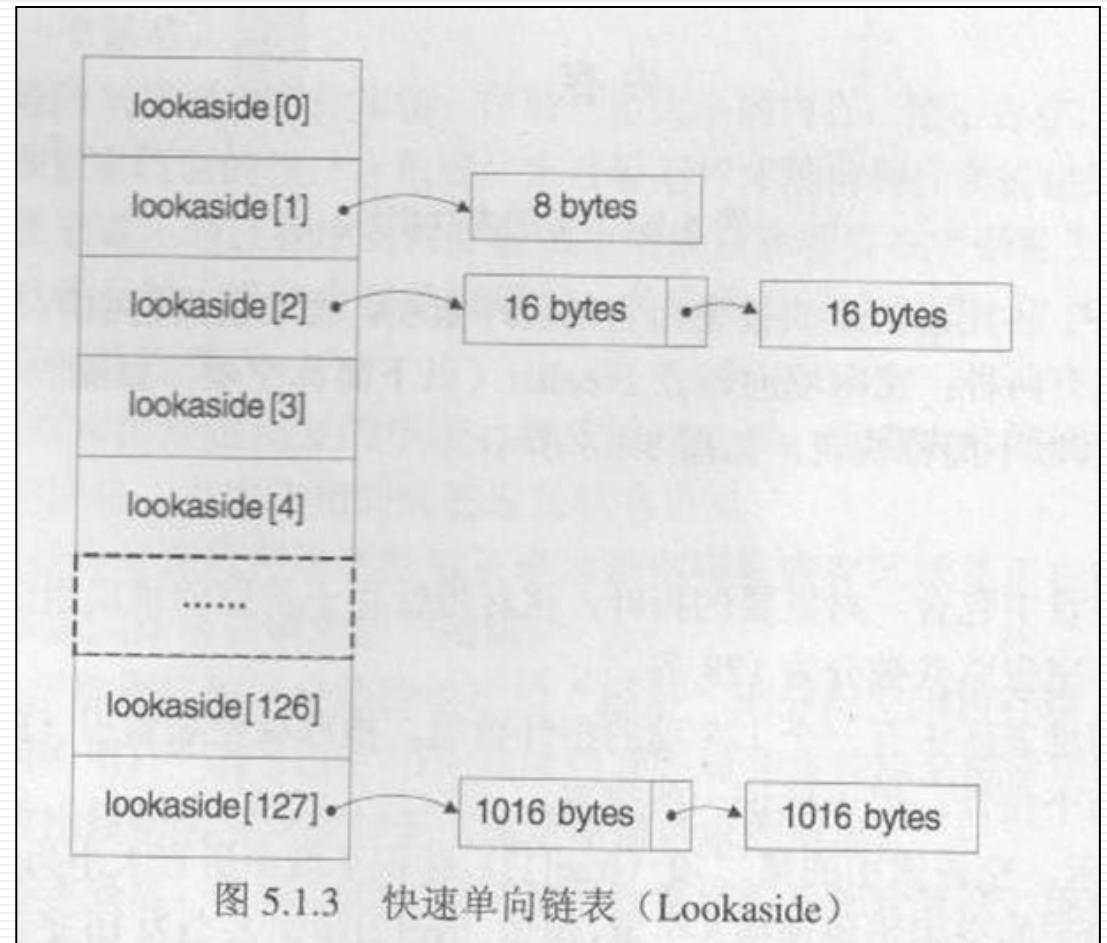 lookaside[0]
lookaside[1]
8 bytes
lookaside[2]
16 bytes
16 bytes
lookaside[3]
lookaside[4]
......
lookaside[126]
lookaside[127]
1016 bytes
1016 bytes
图 5.1.3 快速单向链表（Lookaside）